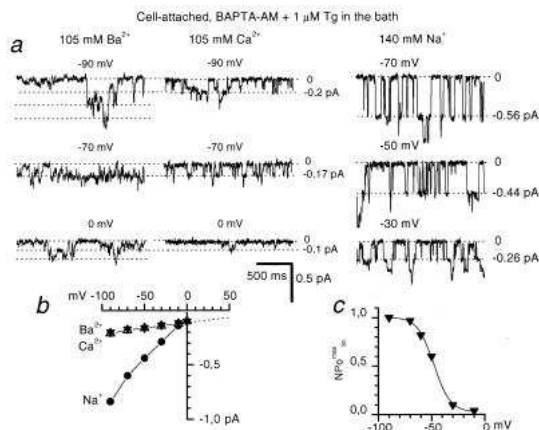 Cell-attached, BAPTA-AM + 1 µM Tg in the bath
a
105 mM Ba²⁺ 105 mM Ca²⁺ 140 mM Na⁺
-90 mV -90 mV -70 mV
0 0
-0.2 pA -0.56 pA
-70 mV -70 mV -50 mV
0 0
-0.17 pA -0.44 pA
0 mV 0 mV -30 mV
0 0
-0.1 pA -0.26 pA
500 ms 0.5 pA
b c
mV -100 -50 0 50
Ba²⁺
Ca²⁺
-0,5
Na⁺
-1,0 pA
1,0
0,5
0,0
-100 -50 0 mV